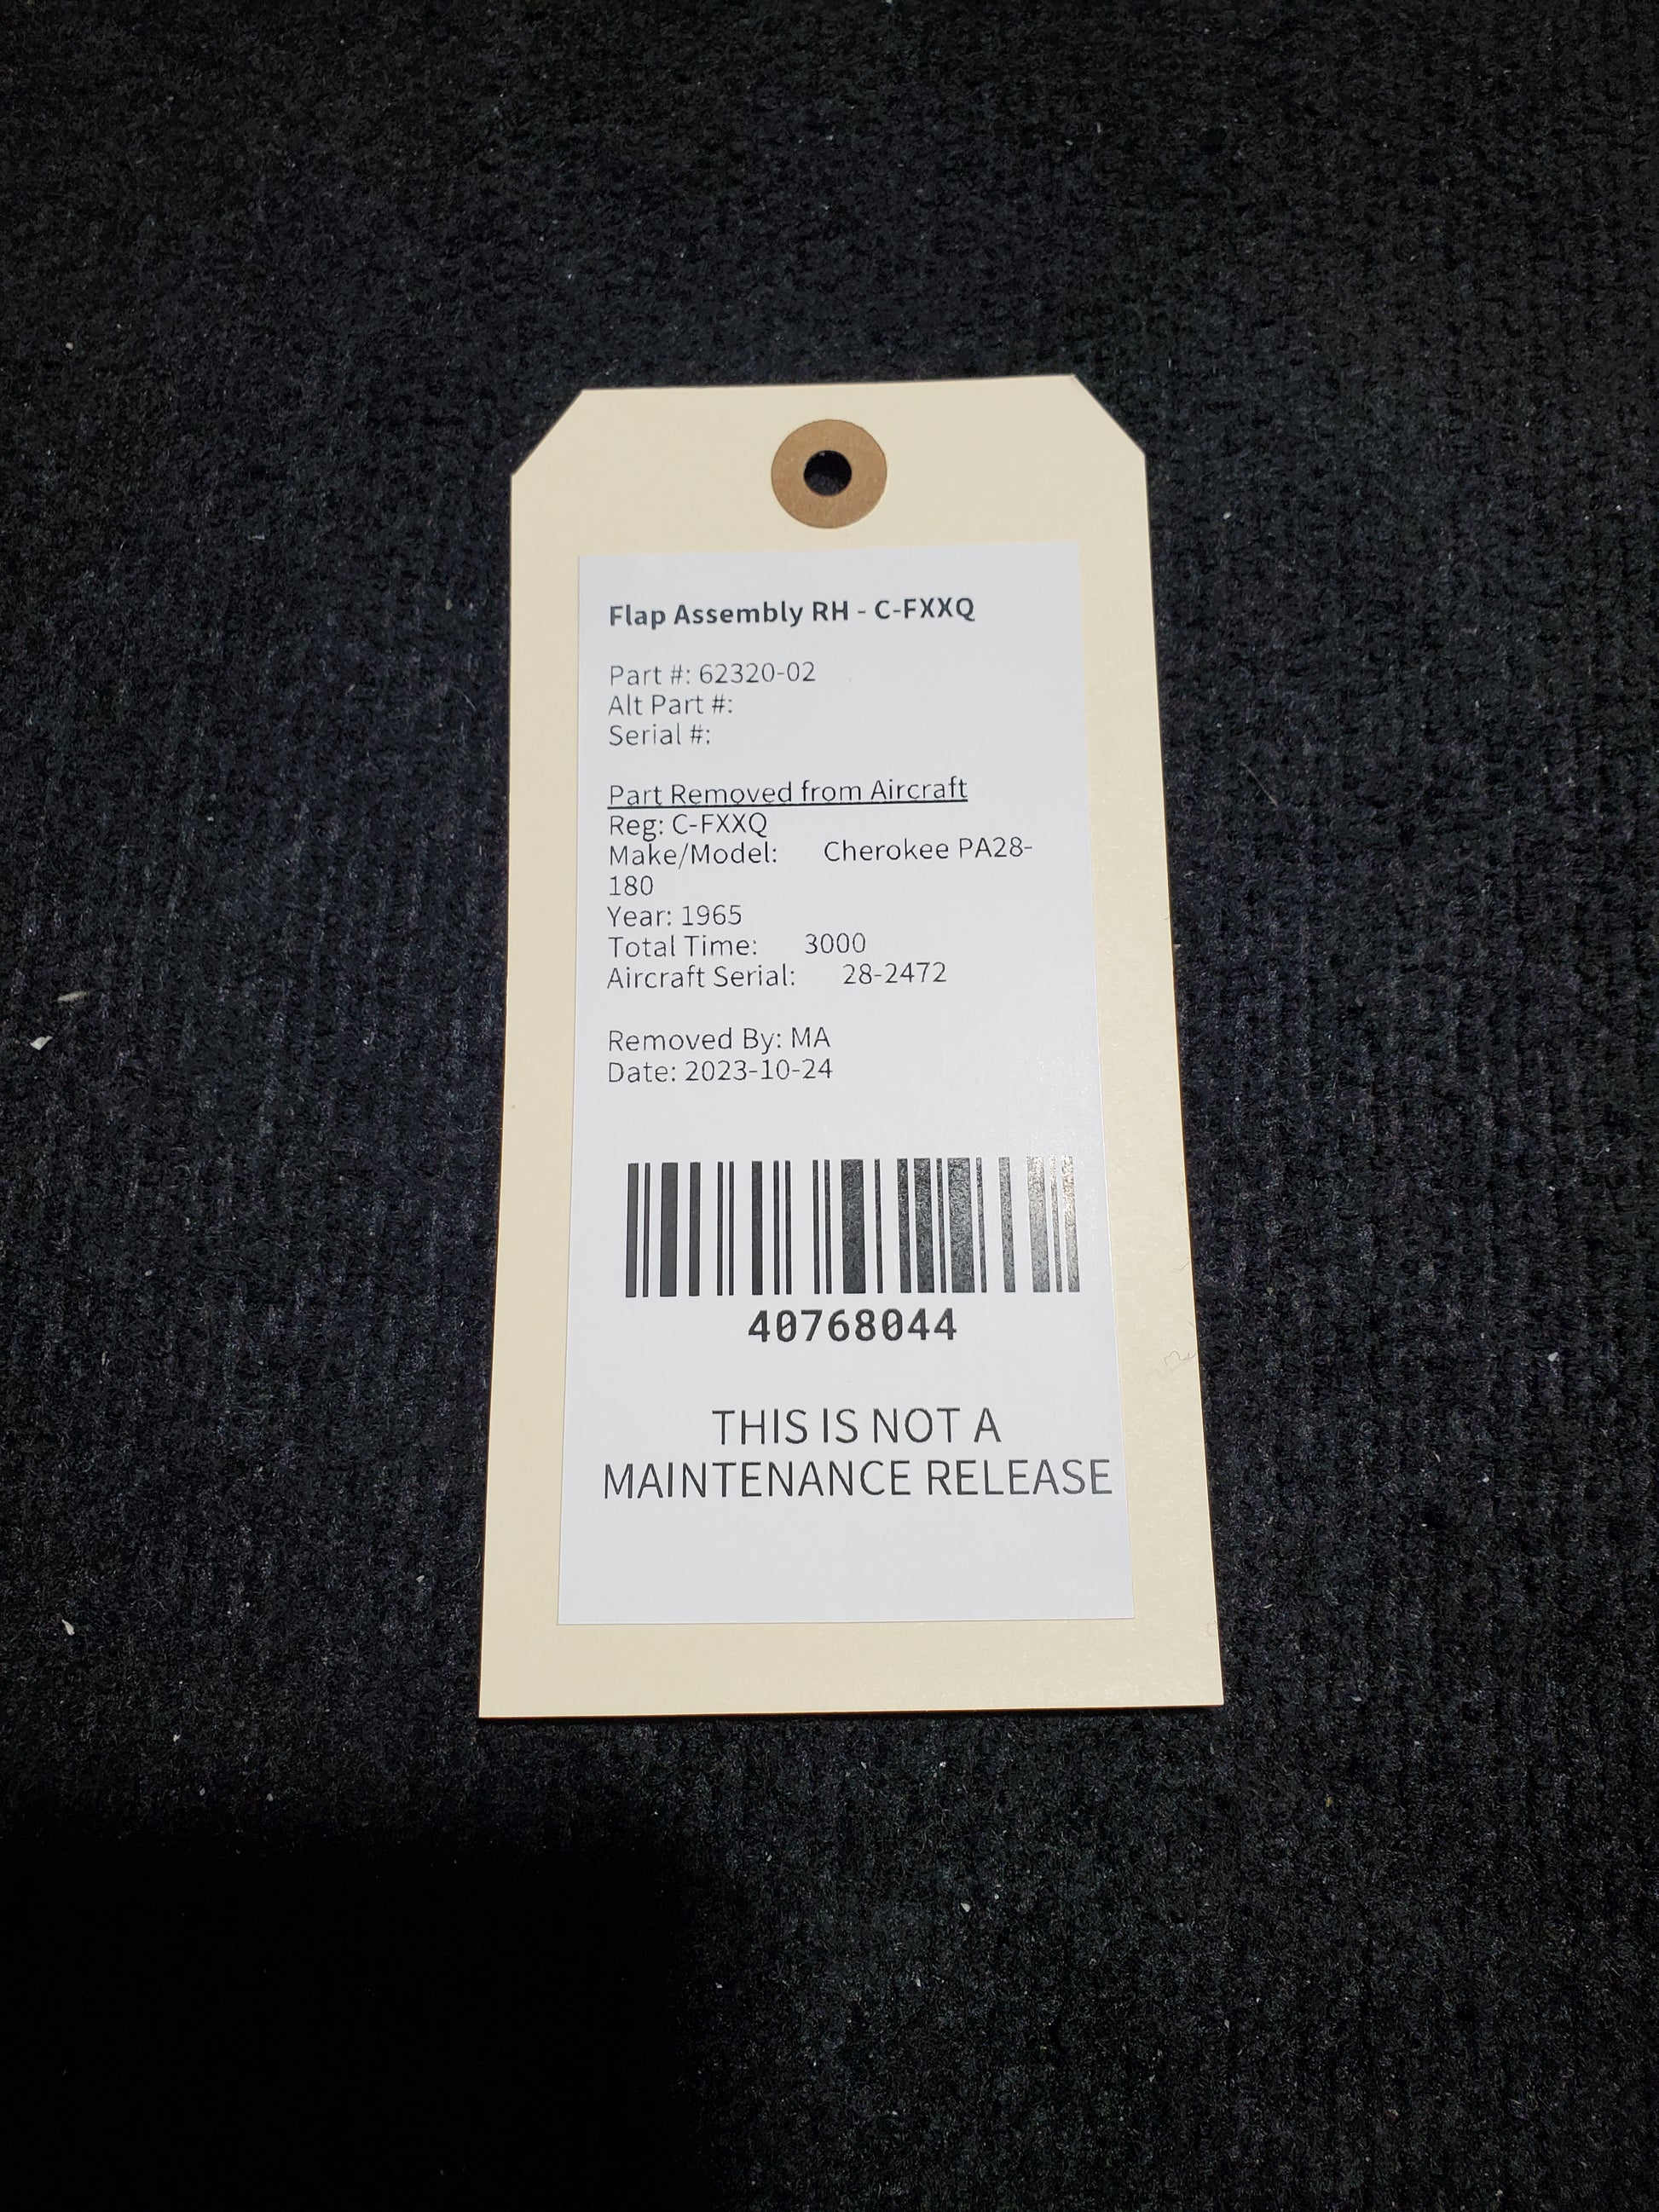 Flap Assembly RH - C-FXXQ
Part #: 62320-02
Alt Part #:
Serial #:
Part Removed from Aircraft
Reg: C-FXXQ
Make/Model: Cherokee PA28-
180
Year: 1965
Total Time: 3000
Aircraft Serial: 28-2472
Removed By: MA
Date: 2023-10-24
40768044
THIS IS NOT A
MAINTENANCE RELEASE